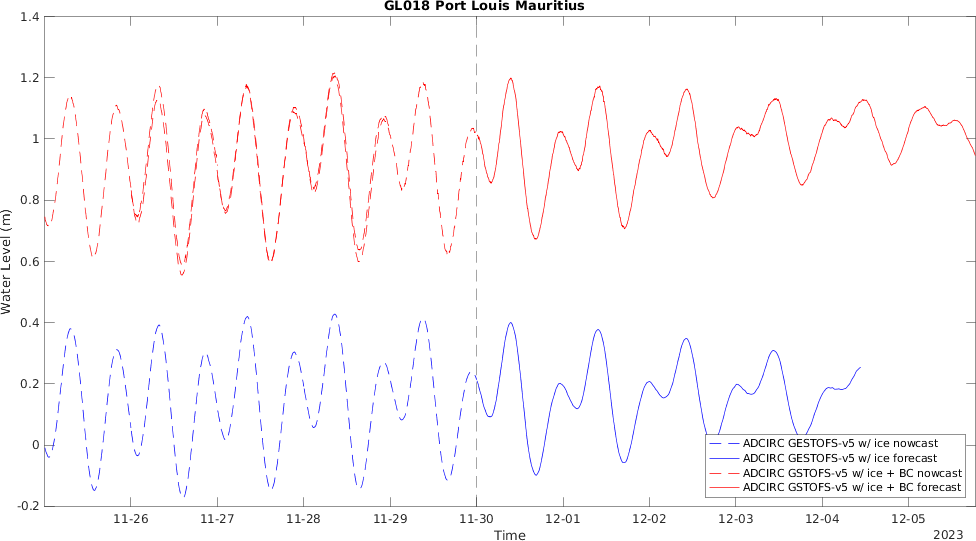 GL018 Port Louis Mauritius
1.4
1.2
1
0.8
0.6
0.4
0.2
0
-0.2
Water Level (m)
11-26 11-27 11-28 11-29 11-30 12-01 12-02 12-03 12-04 12-05
Time
2023
ADCIRC GESTOFS-v5 w/ ice nowcast
ADCIRC GESTOFS-v5 w/ ice forecast
ADCIRC GSTOFS-v5 w/ ice + BC nowcast
ADCIRC GSTOFS-v5 w/ ice + BC forecast